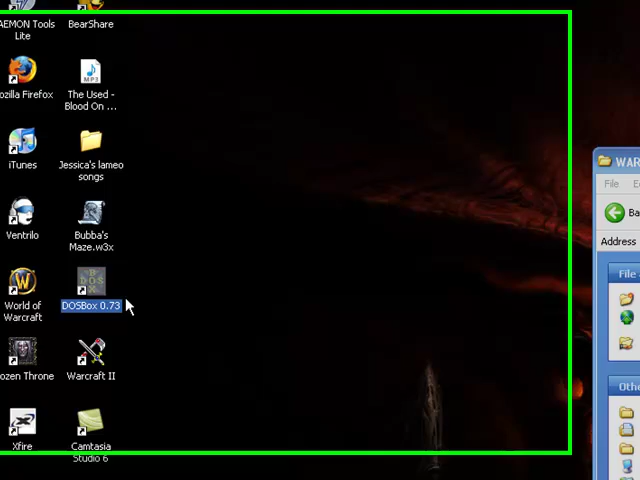 AEMON Tools
Lite
BearShare
ozilla Firefox
The Used -
Blood On ...
iTunes
Jessica's lameo
songs
Ventrilo
Bubba's
Maze.w3x
World of
Warcraft
DOSBox 0.73
ozen Throne
Warcraft II
Xfire
Camtasia
Studio 6
WAR
File
E
Ba
Address
File
Othe